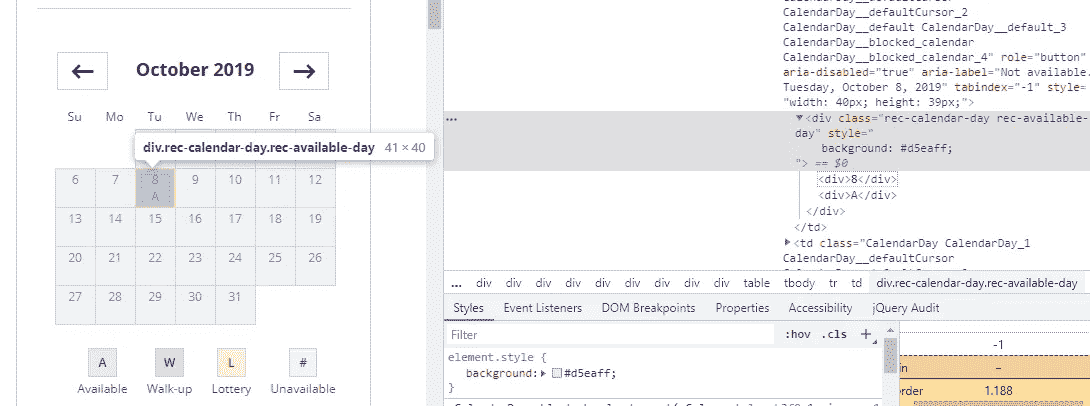 October 2019
Su Mo Tu We Th Fr Sa
div.rec-calendar-day.rec-available-day 41 × 40
6 7 8 9 10 11 12
A
13 14 15 16 17 18 19
20 21 22 23 24 25 26
27 28 29 30 31
A W L #
Available Walk-up Lottery Unavailable
CalendarDay__defaultCursor_2
CalendarDay__default CalendarDay__default_3
CalendarDay__blocked_calendar
CalendarDay__blocked_calendar_4" role="button"
aria-disabled="true" aria-label="Not available.
Tuesday, October 8, 2019" tabindex="-1" style=
"width: 40px; height: 39px;">
... <div class="rec-calendar-day rec-available-
day" style="
background: #d5eaff;
"> == $0
<div>8</div>
<div>A</div>
</div>
</td>
<td class="CalendarDay CalendarDay_1
CalendarDay__defaultCursor
... div div div div div div div div div table tbody tr td div.rec-calendar-day.rec-available-day
Styles Event Listeners DOM Breakpoints Properties Accessibility jQuery Audit
Filter :hov .cls +
element.style {
background: #d5eaff;
}
-1
in –
order 1.188